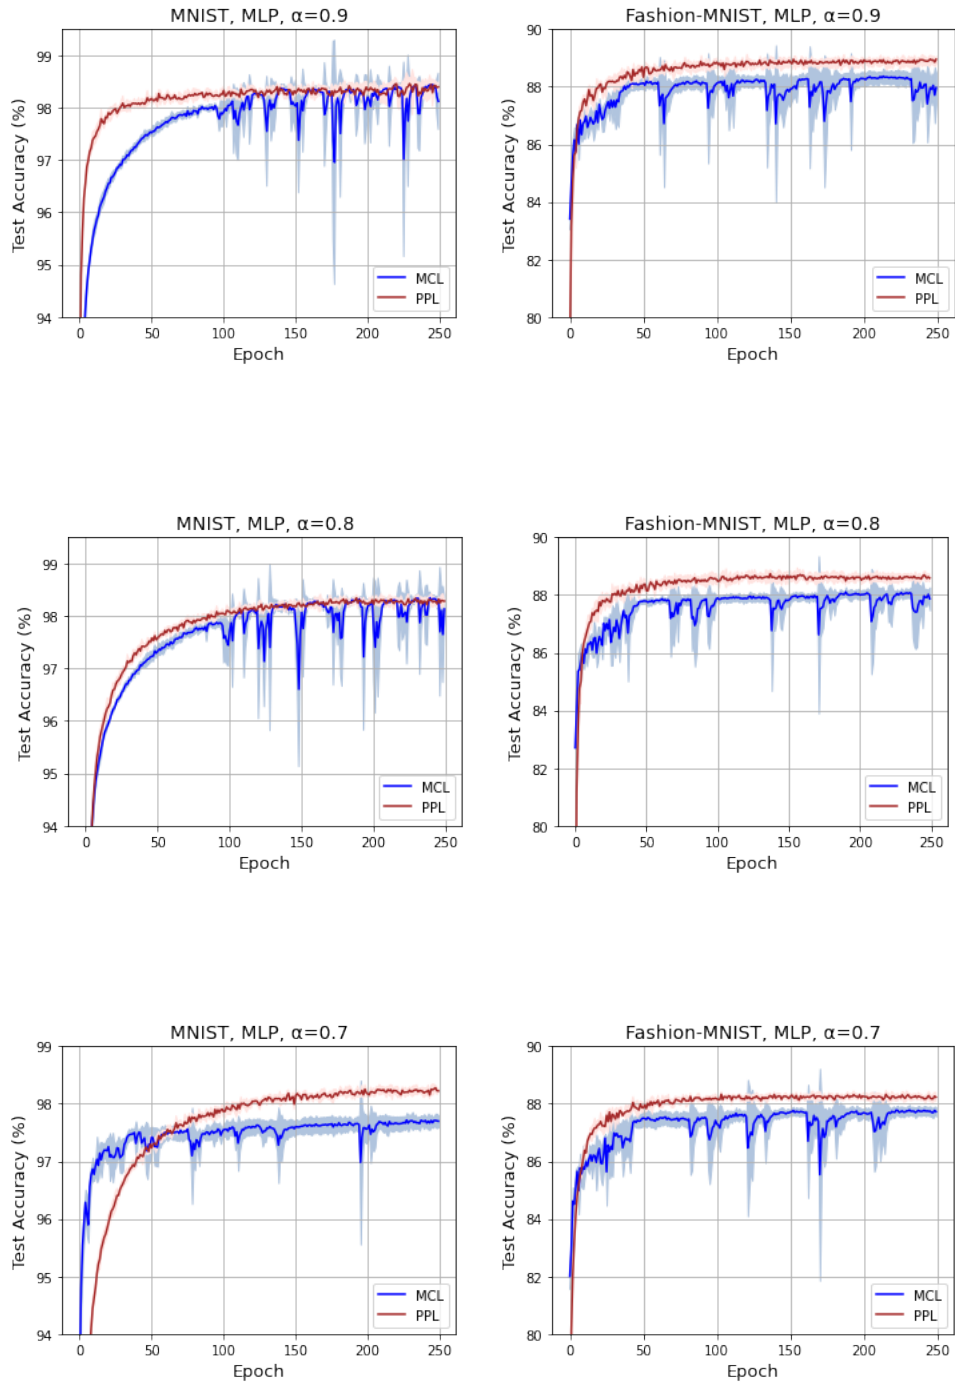 MNIST, MLP, α=0.9
99
98
97
96
95
94
Test Accuracy (%)
0 50 100 150 200 250
Epoch
MCL
PPL
Fashion-MNIST, MLP, α=0.9
90
88
86
84
82
80
Test Accuracy (%)
0 50 100 150 200 250
Epoch
MCL
PPL
MNIST, MLP, α=0.8
99
98
97
96
95
94
Test Accuracy (%)
0 50 100 150 200 250
Epoch
MCL
PPL
Fashion-MNIST, MLP, α=0.8
90
88
86
84
82
80
Test Accuracy (%)
0 50 100 150 200 250
Epoch
MCL
PPL
MNIST, MLP, α=0.7
99
98
97
96
95
94
Test Accuracy (%)
0 50 100 150 200 250
Epoch
MCL
PPL
Fashion-MNIST, MLP, α=0.7
90
88
86
84
82
80
Test Accuracy (%)
0 50 100 150 200 250
Epoch
MCL
PPL